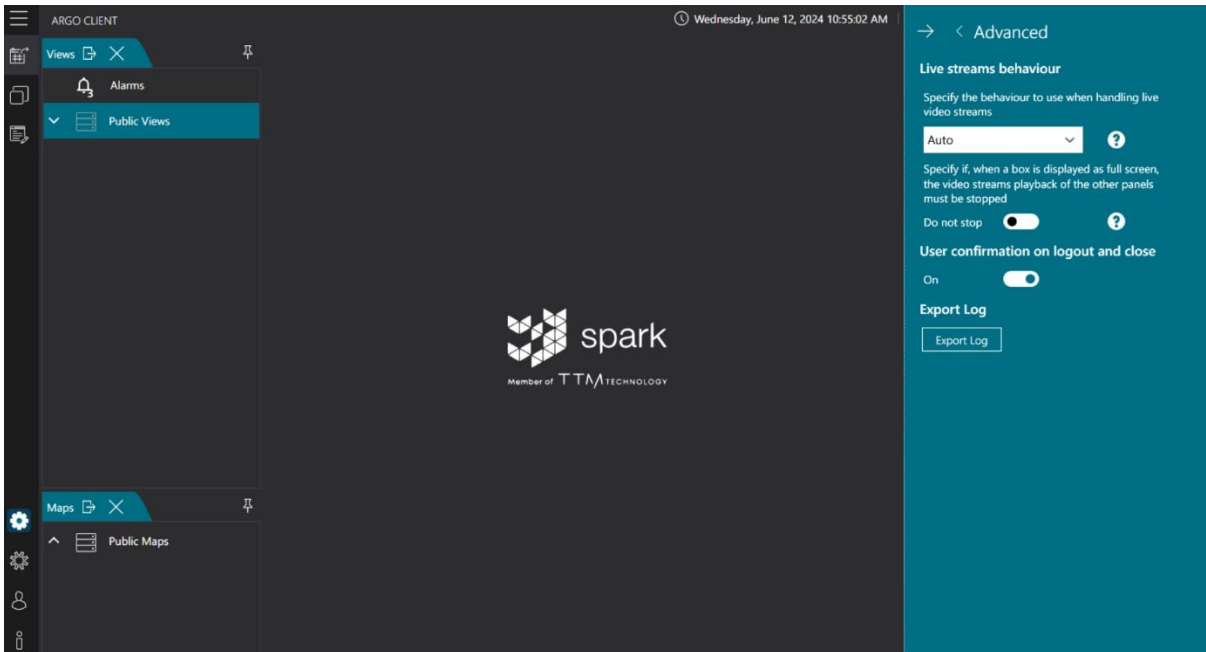 ARGO CLIENT
Wednesday, June 12, 2024 10:55:02 AM
Views
3
Alarms
Public Views
spark
Member of TTM TECHNOLOGY
Maps
Public Maps
Advanced
Live streams behaviour
Specify the behaviour to use when handling live
video streams
Auto
?
Specify if, when a box is displayed as full screen,
the video streams playback of the other panels
must be stopped
Do not stop
?
User confirmation on logout and close
On
Export Log
Export Log